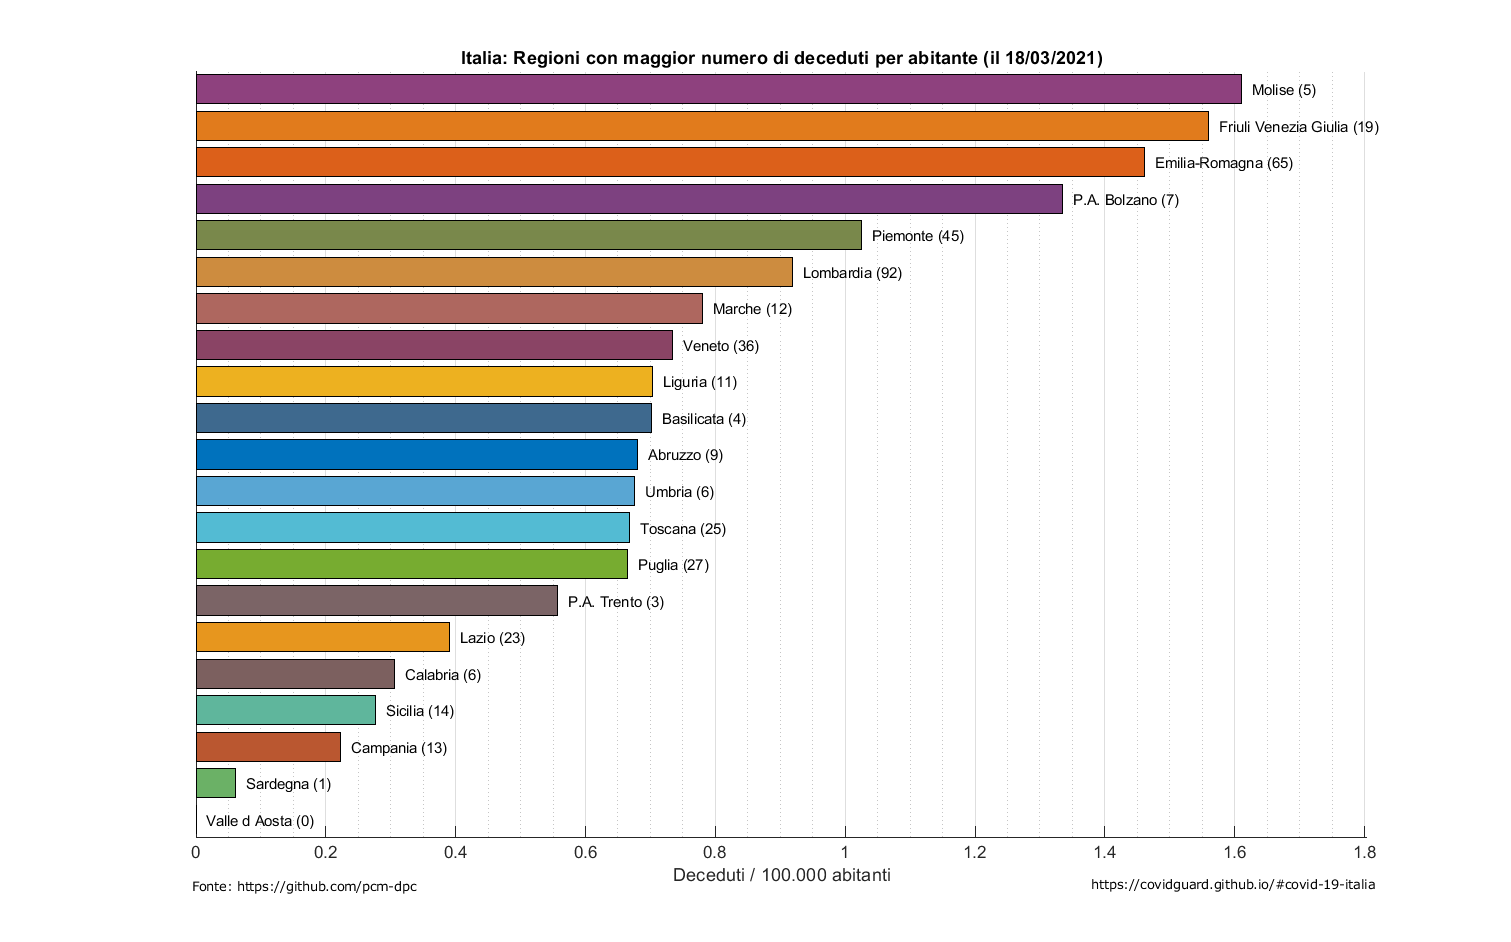 Italia: Regioni con maggior numero di deceduti per abitante (il 18/03/2021)
Molise (5)
Friuli Venezia Giulia (19)
Emilia-Romagna (65)
P.A. Bolzano (7)
Piemonte (45)
Lombardia (92)
Marche (12)
Veneto (36)
Liguria (11)
Basilicata (4)
Abruzzo (9)
Umbria (6)
Toscana (25)
Puglia (27)
P.A. Trento (3)
Lazio (23)
Calabria (6)
Sicilia (14)
Campania (13)
Sardegna (1)
Valle d Aosta (0)
0 0.2 0.4 0.6 0.8 1 1.2 1.4 1.6 1.8
Deceduti / 100.000 abitanti
Fonte: https://github.com/pcm-dpc
https://covidguard.github.io/#covid-19-italia